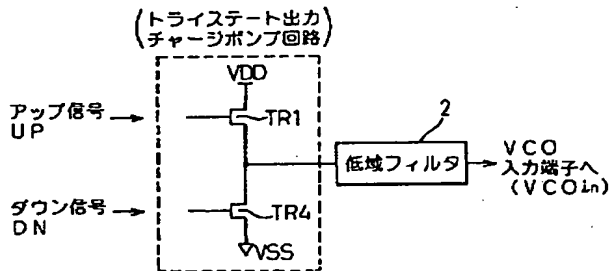 (トライステート出力
チャージポンプ回路)
VDD
アップ信号
UP
TR1
2
低域フィルタ
VCO
入力端子へ
(VCOin)
ダウン信号
DN
TR4
VSS